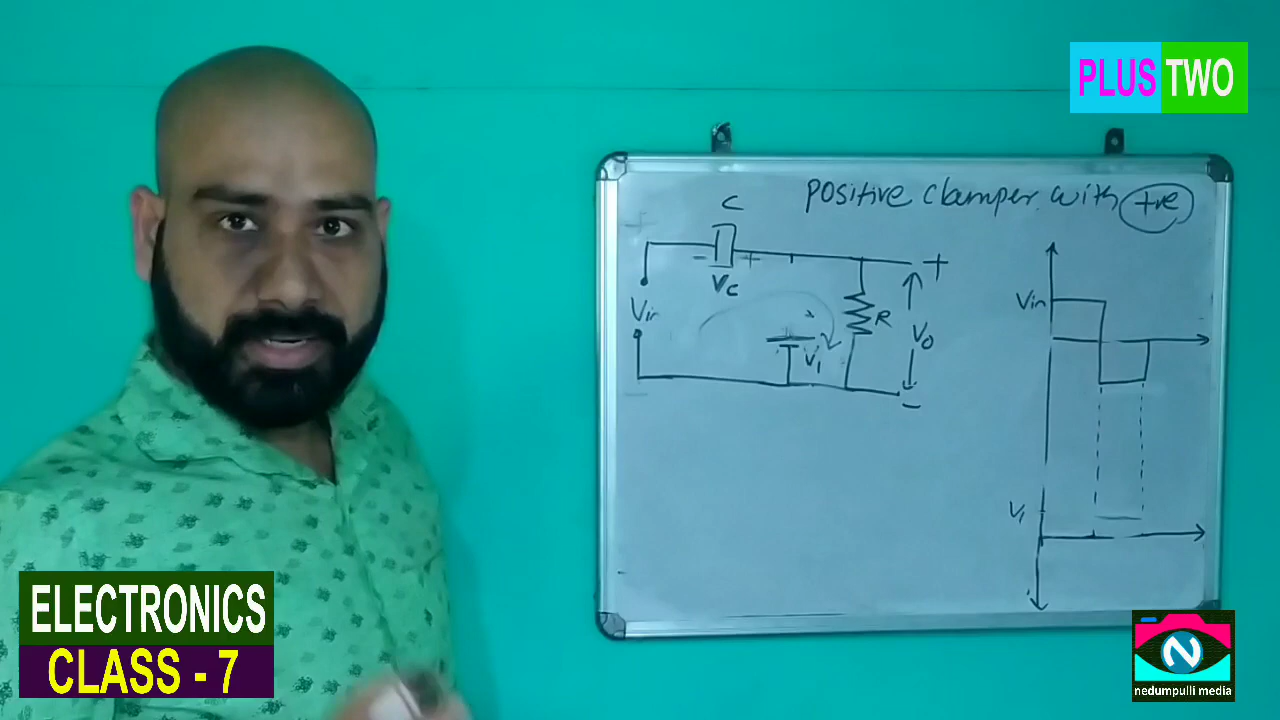 PLUS TWO
positive clamper with +ve
C
- +
+
Vc
Vin
R
V1
Vo
-
Vin
V1
ELECTRONICS
CLASS - 7
N
nedumpulli media